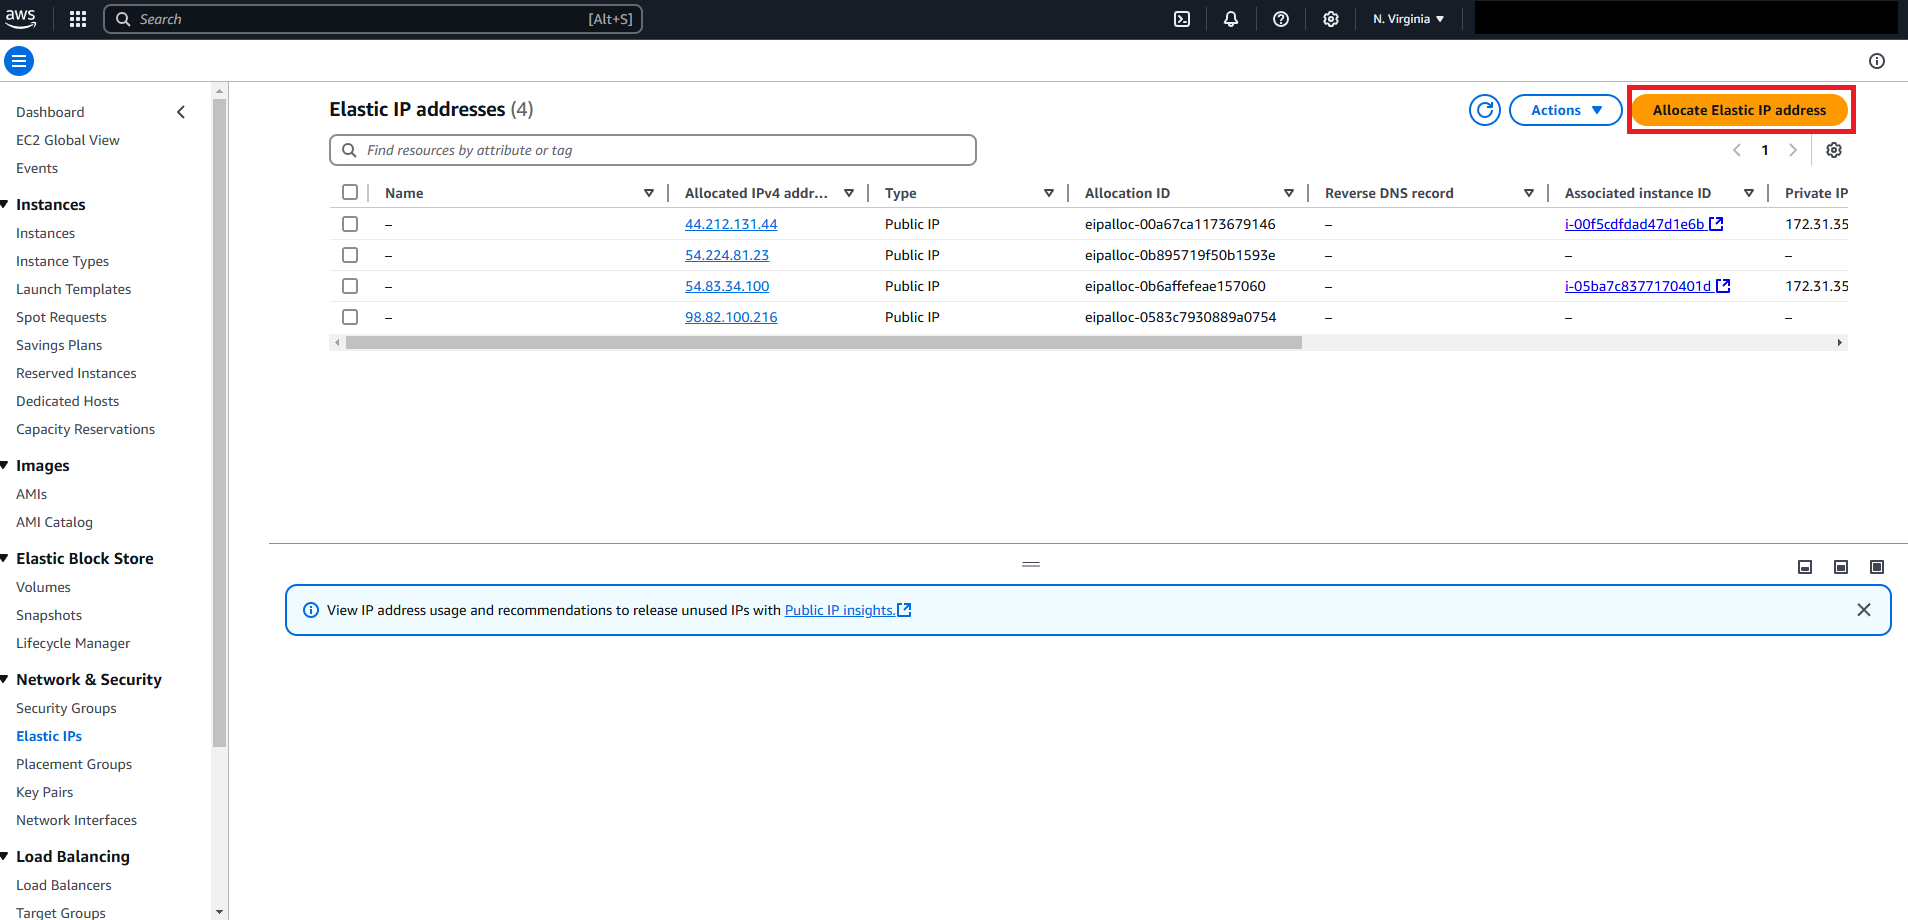 aws
Search [Alt+S]
N. Virginia
Dashboard
EC2 Global View
Events
Instances
Instances
Instance Types
Launch Templates
Spot Requests
Savings Plans
Reserved Instances
Dedicated Hosts
Capacity Reservations
Images
AMIs
AMI Catalog
Elastic Block Store
Volumes
Snapshots
Lifecycle Manager
Network & Security
Security Groups
Elastic IPs
Placement Groups
Key Pairs
Network Interfaces
Load Balancing
Load Balancers
Target Groups
Elastic IP addresses (4)
Actions
Allocate Elastic IP address
Find resources by attribute or tag
1
Name Allocated IPv4 addr... Type Allocation ID Reverse DNS record Associated instance ID Private IP
– 44.212.131.44 Public IP eipalloc-00a67ca1173679146 – i-00f5cdfdad47d1e6b 172.31.35
– 54.224.81.23 Public IP eipalloc-0b895719f50b1593e – – –
– 54.83.34.100 Public IP eipalloc-0b6affefeae157060 – i-05ba7c8377170401d 172.31.35
– 98.82.100.216 Public IP eipalloc-0583c7930889a0754 – – –
View IP address usage and recommendations to release unused IPs with Public IP insights.